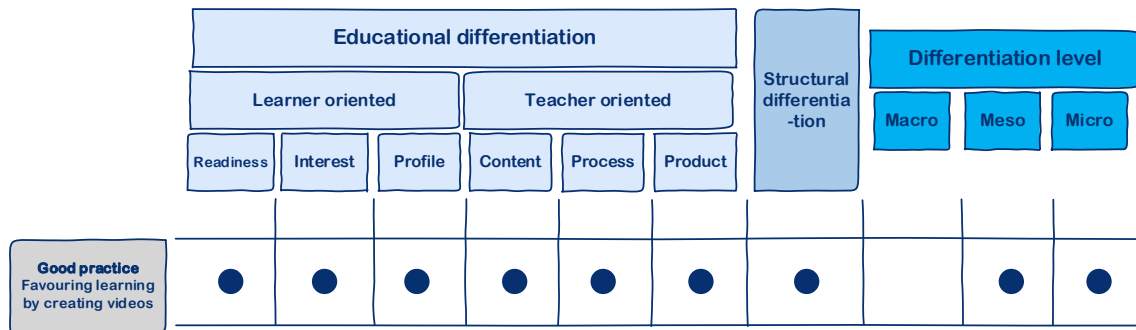 Educational differentiation
Structural
differentia
-tion
Differentiation level
Learner oriented
Teacher oriented
Macro
Meso
Micro
Readiness
Interest
Profile
Content
Process
Product
Good practice
Favouring learning
by creating videos